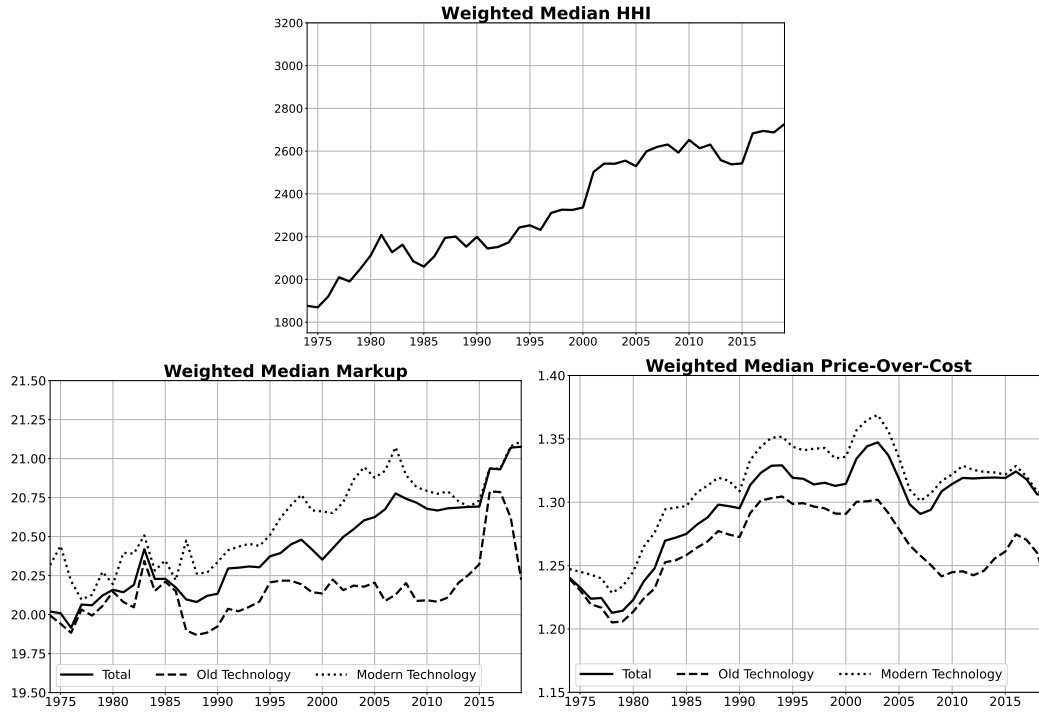 Weighted Median HHI
3200
3000
2800
2600
2400
2200
2000
1800
1975 1980 1985 1990 1995 2000 2005 2010 2015
Weighted Median Markup
21.50
21.25
21.00
20.75
20.50
20.25
20.00
19.75
19.50
Total Old Technology Modern Technology
1975 1980 1985 1990 1995 2000 2005 2010 2015
Weighted Median Price-Over-Cost
1.40
1.35
1.30
1.25
1.20
1.15
Total Old Technology Modern Technology
1975 1980 1985 1990 1995 2000 2005 2010 2015